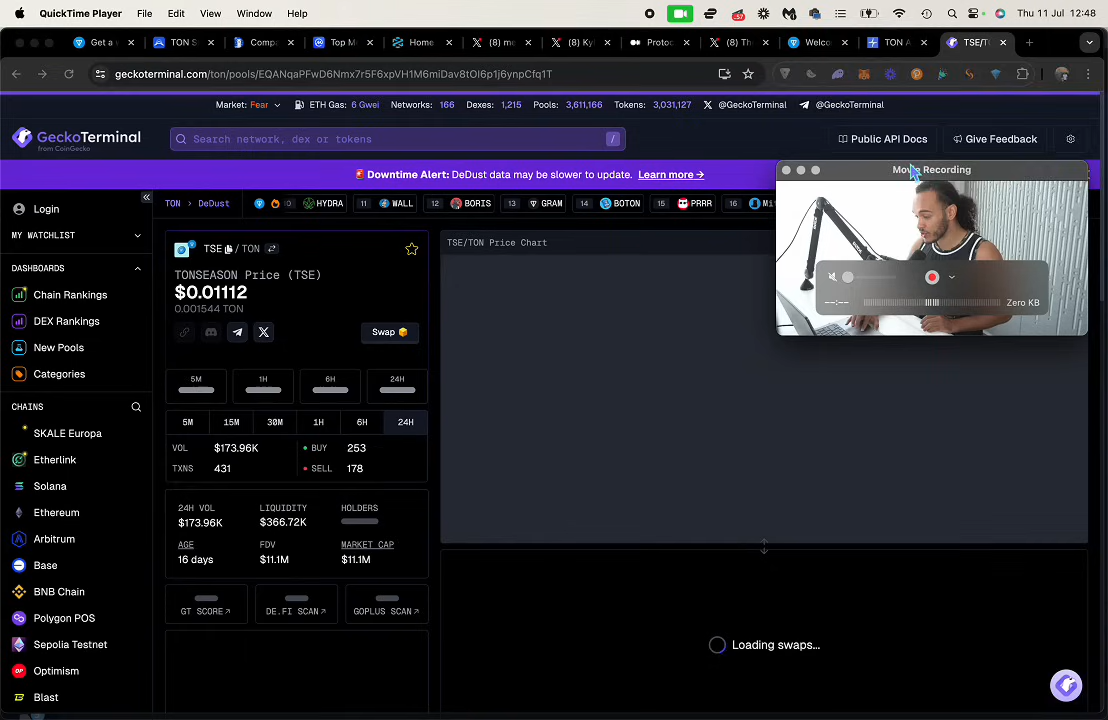 QuickTime Player File Edit View Window Help
57
Thu 11 Jul 12:48
Get a
TON S
Comp
Top M
Home
(8) me
(8) Ky
Protoc
(8) The
Welco
TON A
TSE/T
geckoterminal.com/ton/pools/EQANqaPFwD6Nmx7r5F6xpVH1M6miDav8tOI6p1j6ynpCfq1T
Market: Fear
ETH Gas: 6 Gwei
Networks: 166
Dexes: 1,215
Pools: 3,611,166
Tokens: 3,031,127
@GeckoTerminal
@GeckoTerminal
GeckoTerminal
from CoinGecko
Search network, dex or tokens
/
Public API Docs
Give Feedback
Downtime Alert: DeDust data may be slower to update. Learn more →
Movie Recording
--:--
Zero KB
Login
MY WATCHLIST
DASHBOARDS
Chain Rankings
DEX Rankings
New Pools
Categories
CHAINS
SKALE Europa
Etherlink
Solana
Ethereum
Arbitrum
Base
BNB Chain
Polygon POS
Sepolia Testnet
Optimism
OP
Blast
TON > DeDust
HYDRA
11 WALL
12 BORIS
13 GRAM
14 BOTON
15 PRRR
16
TSE / TON
TONSEASON Price (TSE)
$0.01112
0.001544 TON
Swap
5M
1H
6H
24H
5M 15M 30M 1H 6H 24H
VOL $173.96K BUY 253
TXNS 431 SELL 178
24H VOL LIQUIDITY HOLDERS
$173.96K $366.72K
AGE FDV MARKET CAP
16 days $11.1M $11.1M
GT SCORE↗
DE.FI SCAN↗
GOPLUS SCAN↗
TSE/TON Price Chart
Loading swaps...